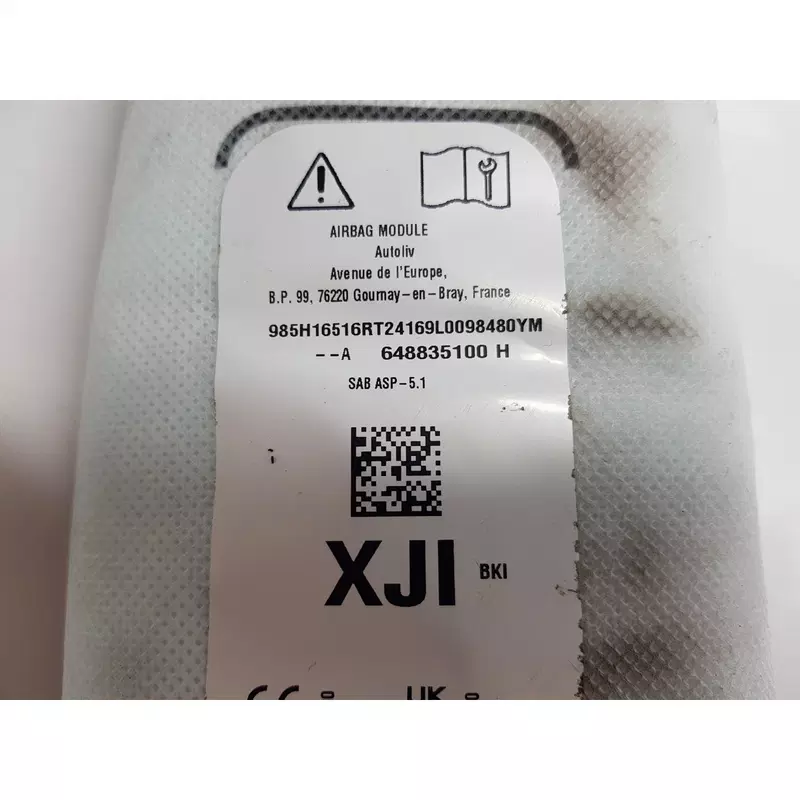 AIRBAG MODULE
Autoliv
Avenue de l'Europe,
B.P. 99, 76220 Gournay-en-Bray, France
985H16516RT24169L0098480YM
--A 648835100 H
SAB ASP-5.1
XJI BKI